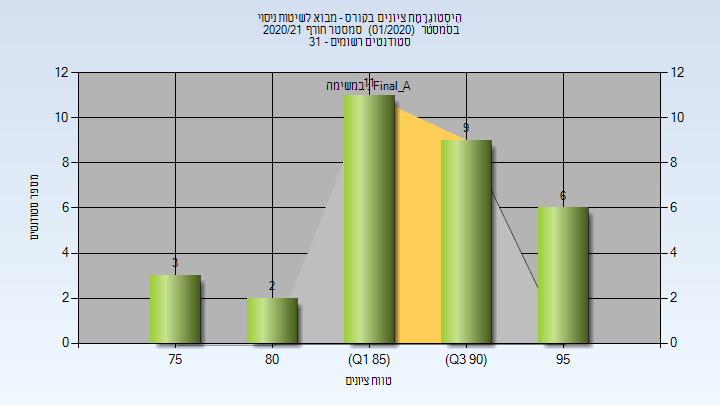 היסטוגרמת ציונים בקורס - מבוא לשיטות ניסוי
בסמסטר (01/2020) סמסטר חורף 2020/21
סטודנטים רשומים - 31
במשימה: Final_A
12
10
8
6
4
2
0
מספר סטודנטים
12
10
8
6
4
2
0
3
2
11
9
6
75
80
(Q1 85)
(Q3 90)
95
טווח ציונים